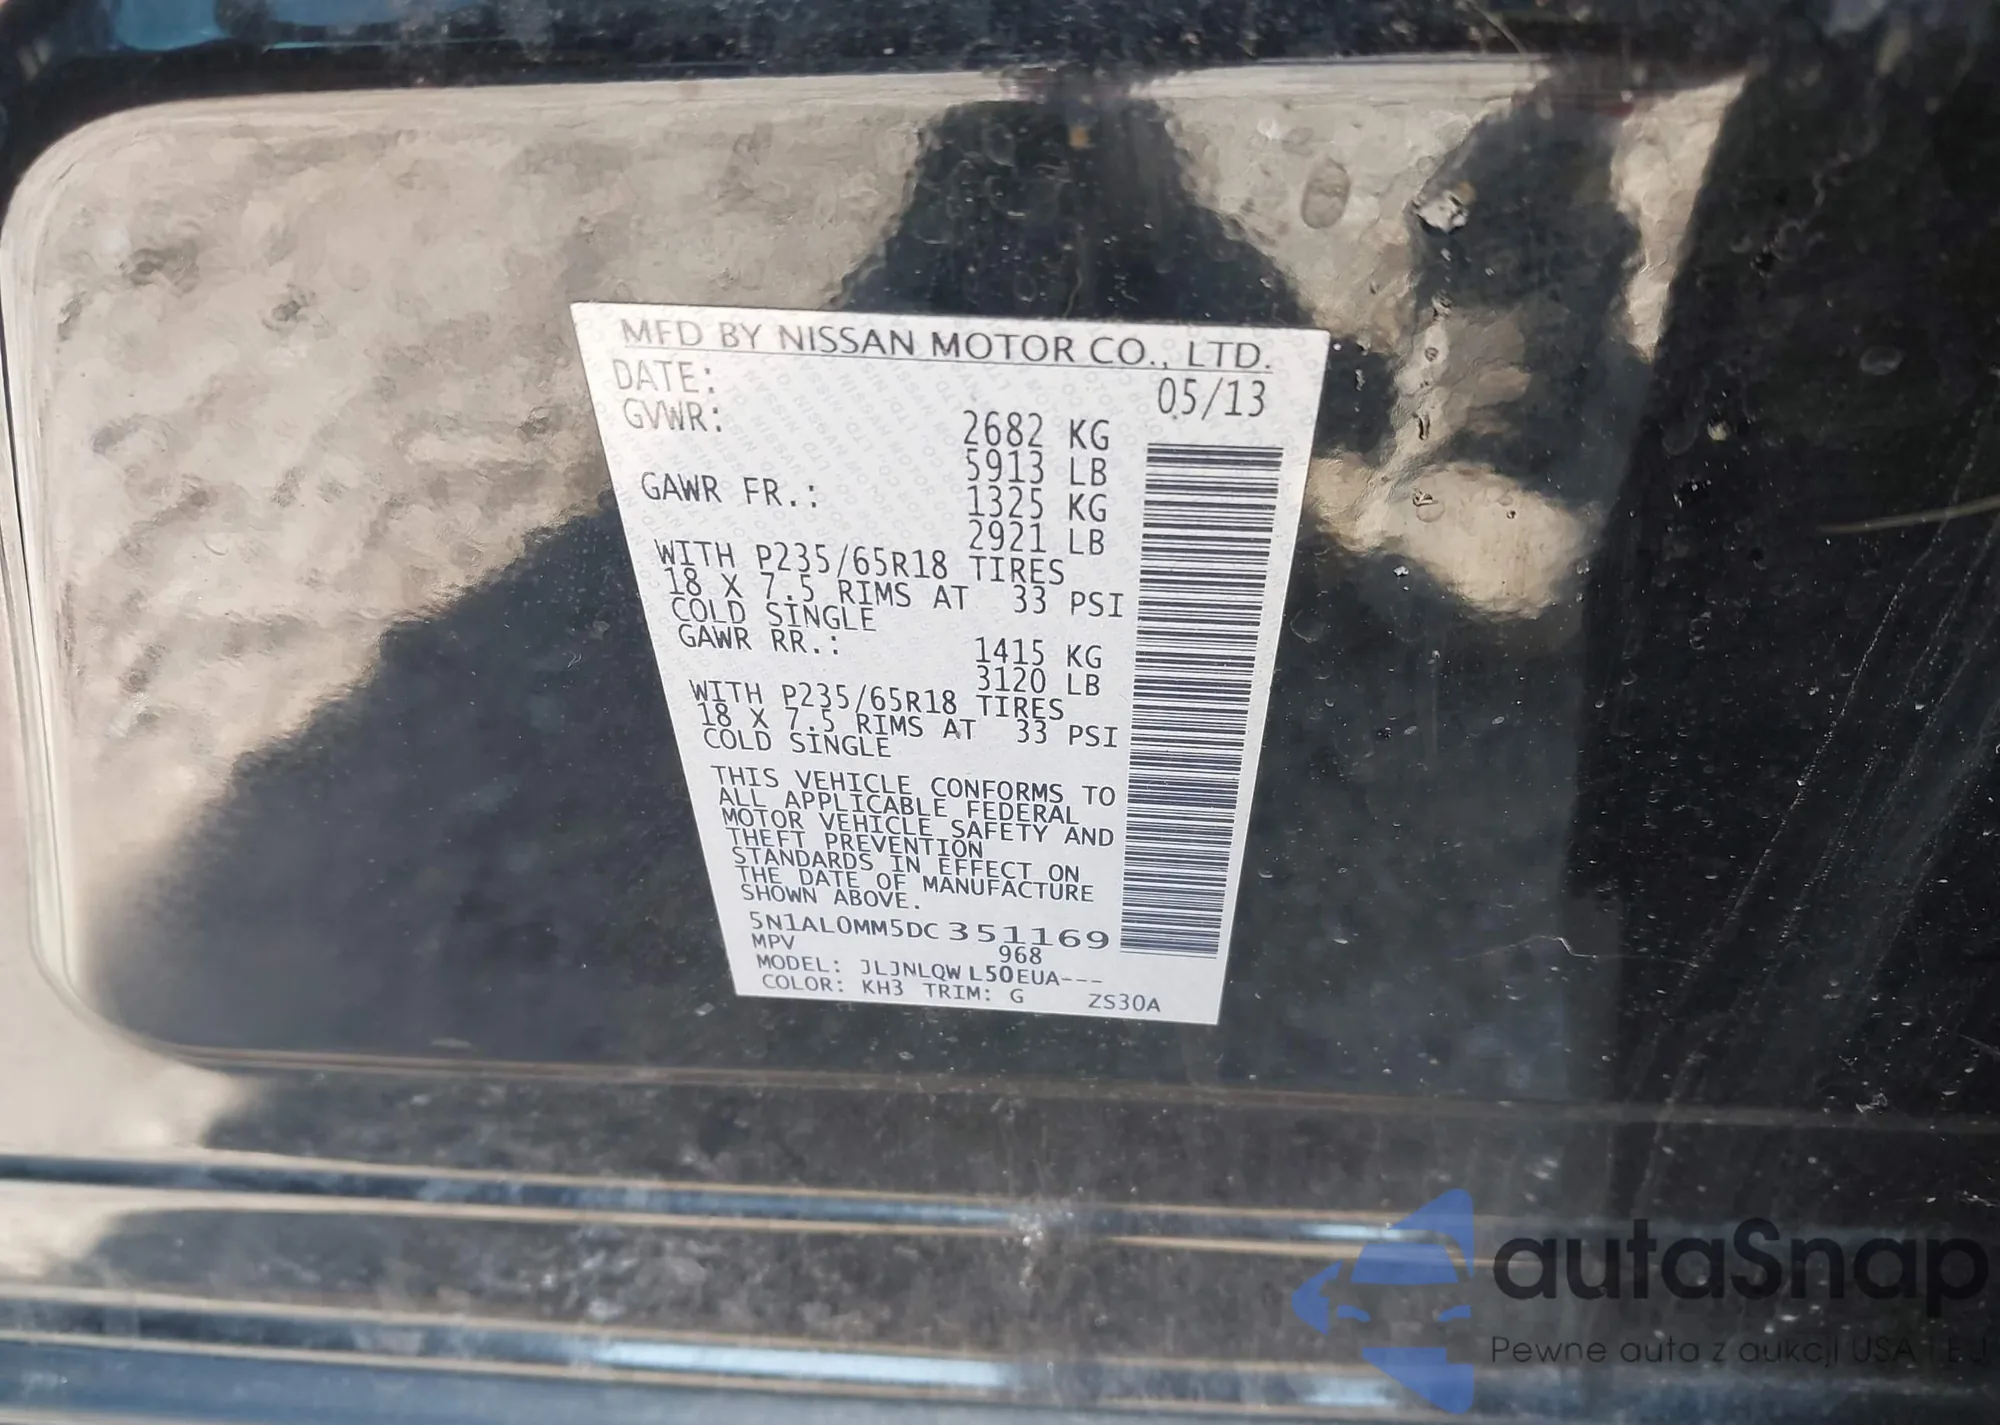 MFD BY NISSAN MOTOR CO., LTD.
DATE: 05/13
GVWR: 2682 KG
5913 LB
GAWR FR.: 1325 KG
2921 LB
WITH P235/65R18 TIRES
18 X 7.5 RIMS AT 33 PSI
COLD SINGLE
GAWR RR.: 1415 KG
3120 LB
WITH P235/65R18 TIRES
18 X 7.5 RIMS AT 33 PSI
COLD SINGLE
THIS VEHICLE CONFORMS TO
ALL APPLICABLE FEDERAL
MOTOR VEHICLE SAFETY AND
THEFT PREVENTION
STANDARDS IN EFFECT ON
THE DATE OF MANUFACTURE
SHOWN ABOVE.
5N1AL0MM5DC351169
MPV 968
MODEL: JLJNLQWL50EUA---
COLOR: KH3 TRIM: G ZS30A
autaSnap
Pewne auta z aukcji USA i EU